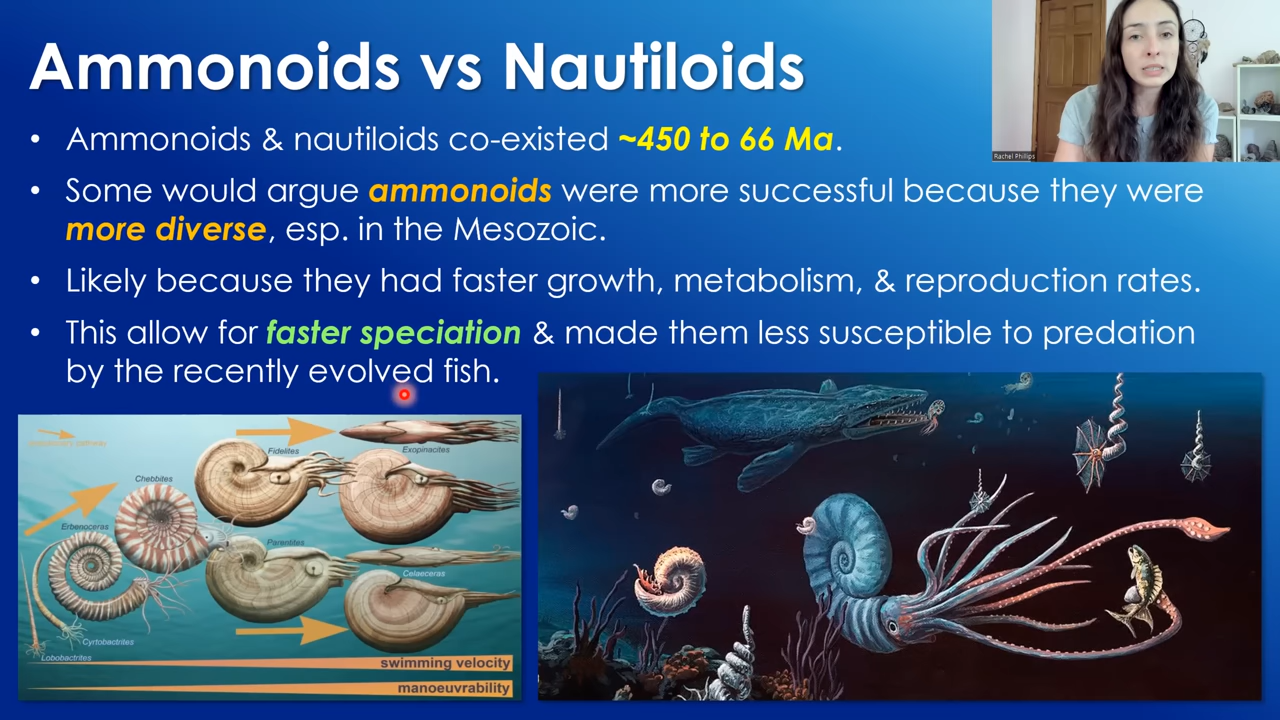 Ammonoids vs Nautiloids
• Ammonoids & nautiloids co-existed ~450 to 66 Ma.
• Some would argue ammonoids were more successful because they were
more diverse, esp. in the Mesozoic.
• Likely because they had faster growth, metabolism, & reproduction rates.
• This allow for faster speciation & made them less susceptible to predation
by the recently evolved fish.
Rachel Phillips
evolutionary pathway
Fidelites
Exopinacites
Chebbites
Erbenoceras
Parentites
Celaeceras
Cyrtobactrites
Lobobactrites
swimming velocity
manoeuvrability